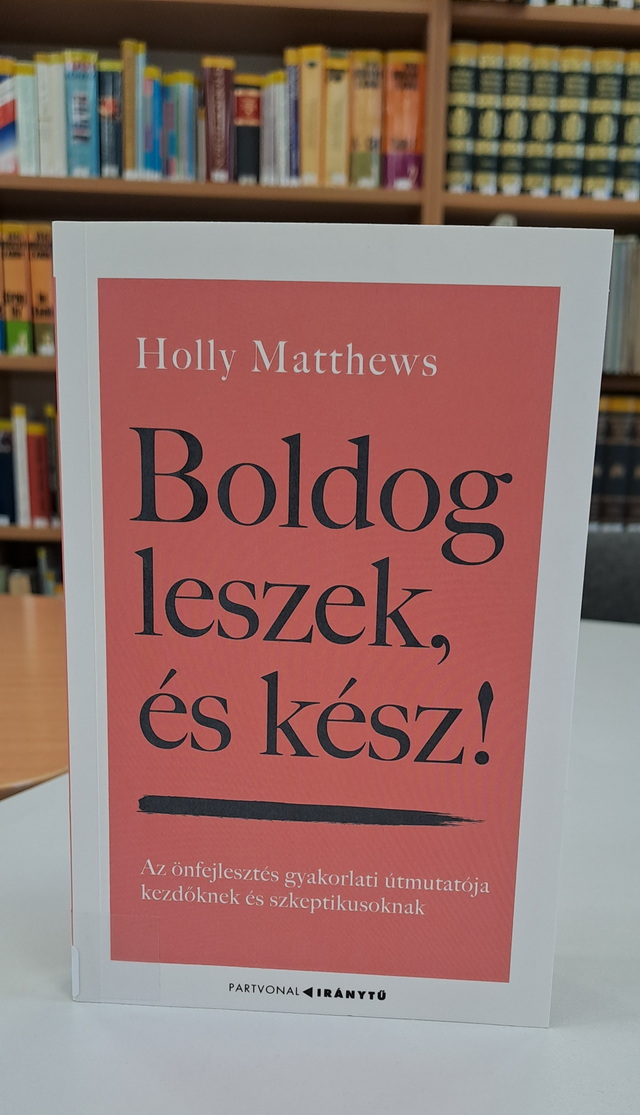 Holly Matthews
Boldog
leszek,
és kész!
Az önfejlesztés gyakorlati útmutatója
kezdőknek és szkeptikusoknak
PARTVONAL IRÁNYTŰ